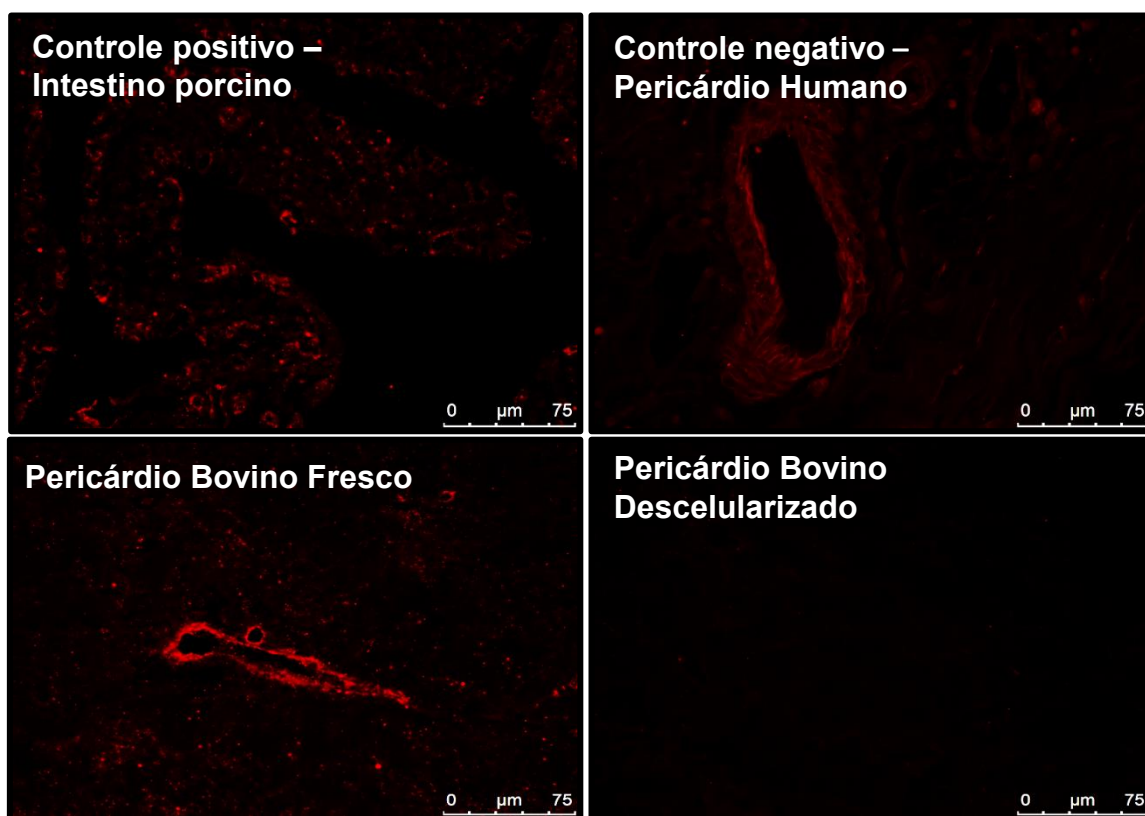 Controle positivo –
Intestino porcino
0 µm 75
Controle negativo –
Pericárdio Humano
0 µm 75
Pericárdio Bovino Fresco
0 µm 75
Pericárdio Bovino
Descelularizado
0 µm 75